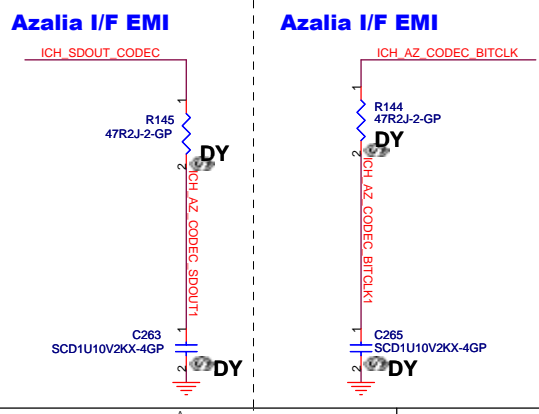 Azalia I/F EMI
ICH_SDOUT_CODEC
1
R145
47R2J-2-GP
DY
2
ICH_AZ_CODEC_SDOUT1
C263
1
SCD1U10V2KX-4GP
2
DY
Azalia I/F EMI
ICH_AZ_CODEC_BITCLK
1
R144
47R2J-2-GP
DY
2
ICH_AZ_CODEC_BITCLK1
1
C265
SCD1U10V2KX-4GP
2
DY